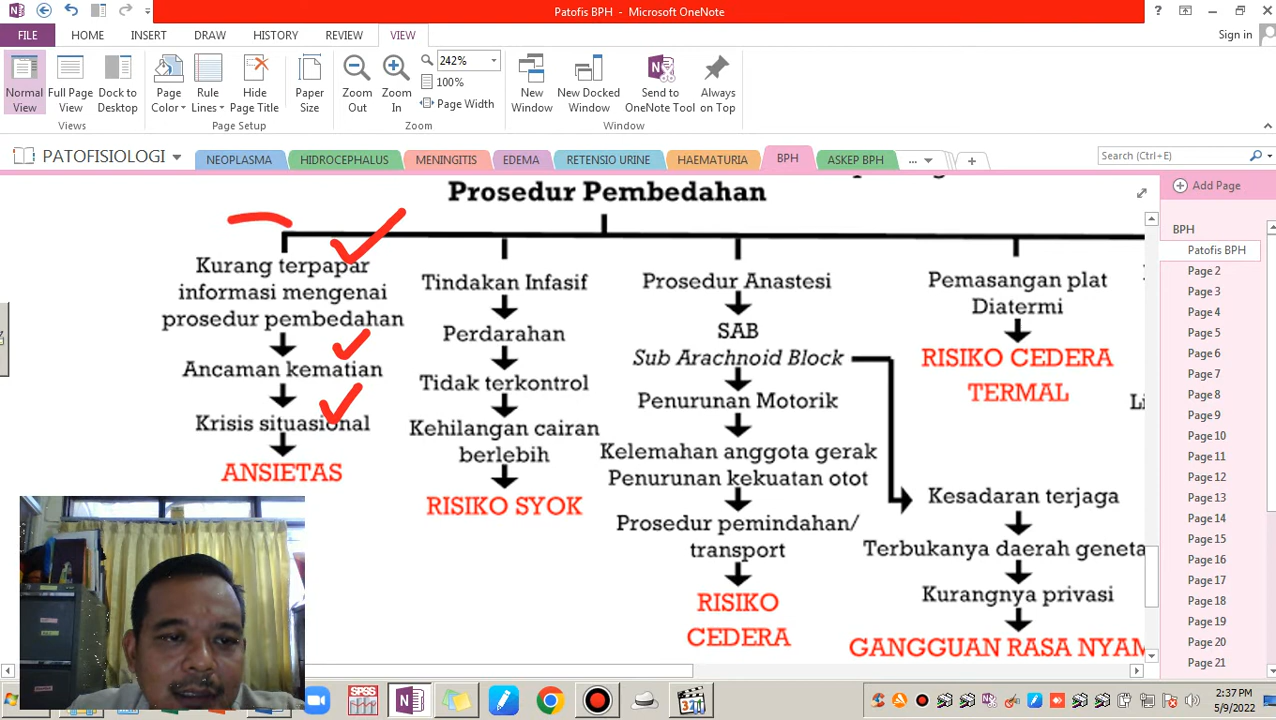 Patofis BPH - Microsoft OneNote
?
FILE
HOME
INSERT
DRAW
HISTORY
REVIEW
VIEW
Sign in
Normal View
Full Page View
Dock to Desktop
Views
Page Color
Rule Lines
Hide Page Title
Page Setup
Paper Size
Zoom Out
Zoom In
242%
100%
Page Width
Zoom
New Window
New Docked Window
Send to OneNote Tool
Always on Top
Window
PATOFISIOLOGI
NEOPLASMA
HIDROCEPHALUS
MENINGITIS
EDEMA
RETENSIO URINE
HAEMATURIA
BPH
ASKEP BPH
...
Search (Ctrl+E)
Prosedur Pembedahan
Kurang terpapar
informasi mengenai
prosedur pembedahan
Ancaman kematian
Krisis situasional
ANSIETAS
Tindakan Infasif
Perdarahan
Tidak terkontrol
Kehilangan cairan
berlebih
RISIKO SYOK
Prosedur Anastesi
SAB
Sub Arachnoid Block
Penurunan Motorik
Kelemahan anggota gerak
Penurunan kekuatan otot
Prosedur pemindahan/
transport
RISIKO
CEDERA
Pemasangan plat
Diatermi
RISIKO CEDERA
TERMAL
Kesadaran terjaga
Terbukanya daerah geneta
Kurangnya privasi
GANGGUAN RASA NYAM
Li
Add Page
BPH
Patofis BPH
Page 2
Page 3
Page 4
Page 5
Page 6
Page 7
Page 8
Page 9
Page 10
Page 11
Page 12
Page 13
Page 14
Page 15
Page 16
Page 17
Page 18
Page 19
Page 20
Page 21
SPSS
321
2:37 PM
5/9/2022